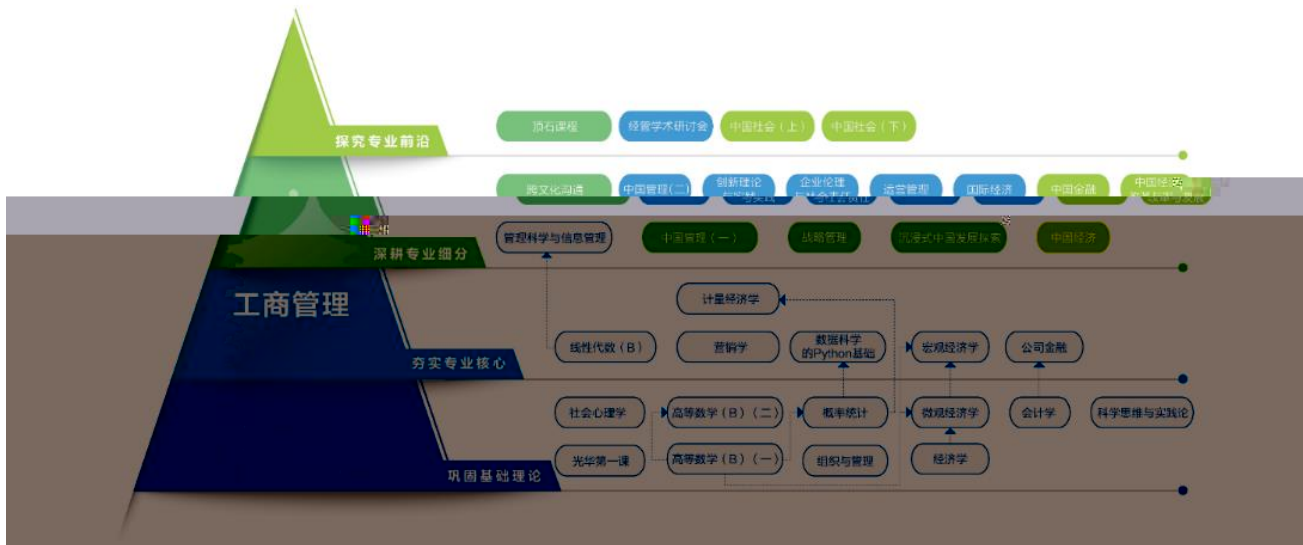 探究专业前沿
顶石课程
经管学术研讨会
中国社会(上)
中国社会(下)
跨文化沟通
中国管理(二)
创新理论
与实践
企业伦理
与社会责任
运营管理
国际经济
中国金融
深耕专业细分
管理科学与信息管理
中国管理(一)
战略管理
沉浸式中国发展探索
中国经济
工商管理
计量经济学
夯实专业核心
线性代数(B)
营销学
数据科学
的Python基础
宏观经济学
公司金融
社会心理学
高等数学(B)(二)
概率统计
微观经济学
会计学
科学思维与实践论
巩固基础理论
光华第一课
高等数学(B)(一)
组织与管理
经济学